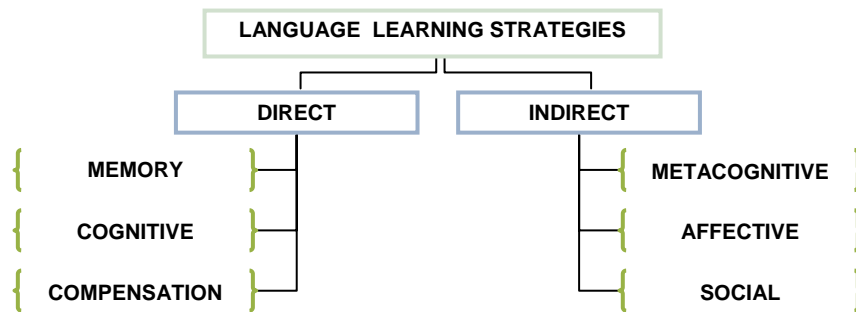 LANGUAGE LEARNING STRATEGIES
DIRECT
INDIRECT
MEMORY
METACOGNITIVE
COGNITIVE
AFFECTIVE
COMPENSATION
SOCIAL